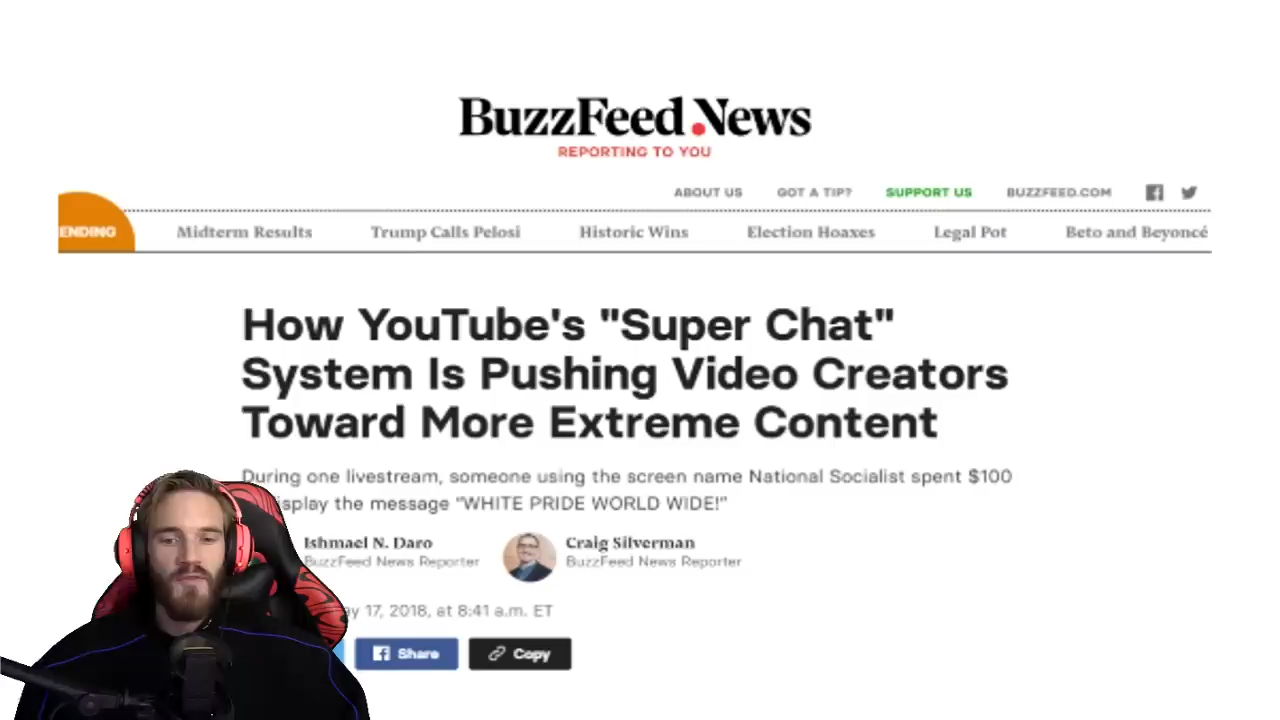 BuzzFeed News
REPORTING TO YOU
ABOUT US GOT A TIP? SUPPORT US BUZZFEED.COM
ENDING Midterm Results Trump Calls Pelosi Historic Wins Election Hoaxes Legal Pot Beto and Beyoncé
How YouTube's "Super Chat"
System Is Pushing Video Creators
Toward More Extreme Content
During one livestream, someone using the screen name National Socialist spent $100
splay the message "WHITE PRIDE WORLD WIDE!"
Ishmael N. Daro Craig Silverman
BuzzFeed News Reporter BuzzFeed News Reporter
ay 17, 2018, at 8:41 a.m. ET
Share Copy